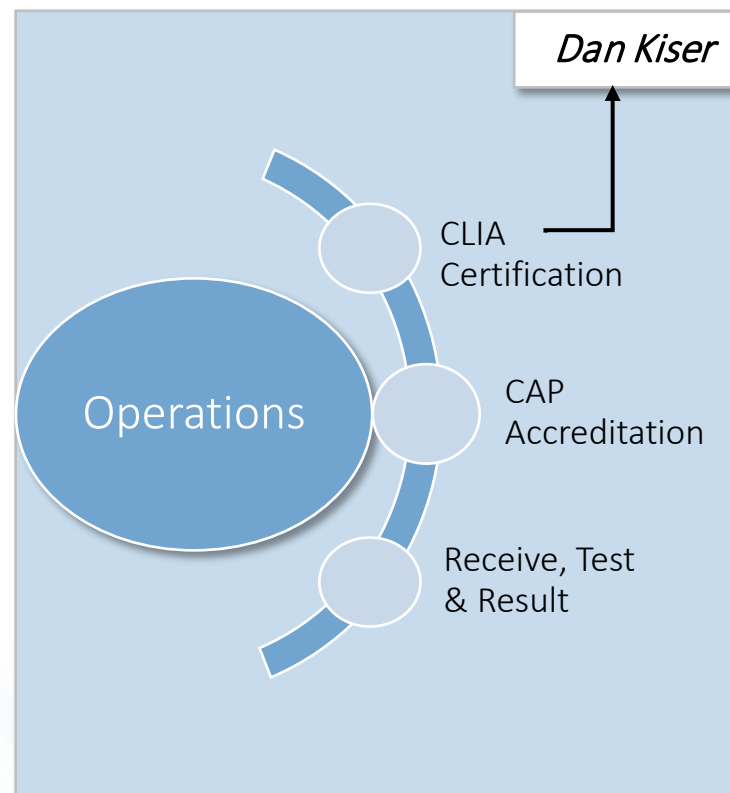 Dan Kiser
CLIA
Certification
Operations
CAP
Accreditation
Receive, Test
& Result